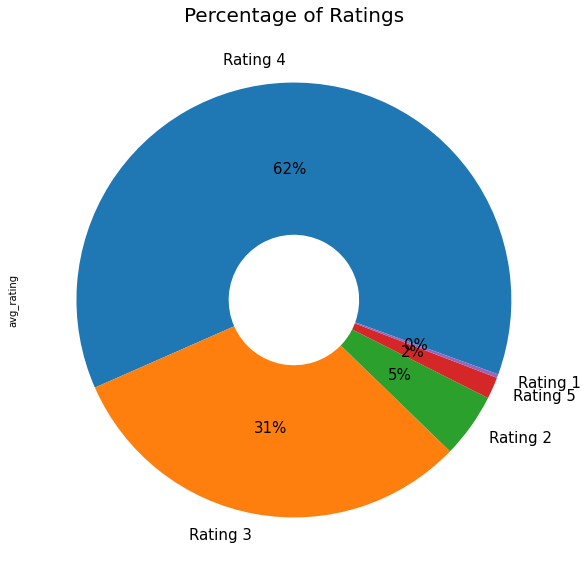 Percentage of Ratings
Rating 4
62%
avg_rating
0%
2%
5%
Rating 1
Rating 5
31%
Rating 2
Rating 3